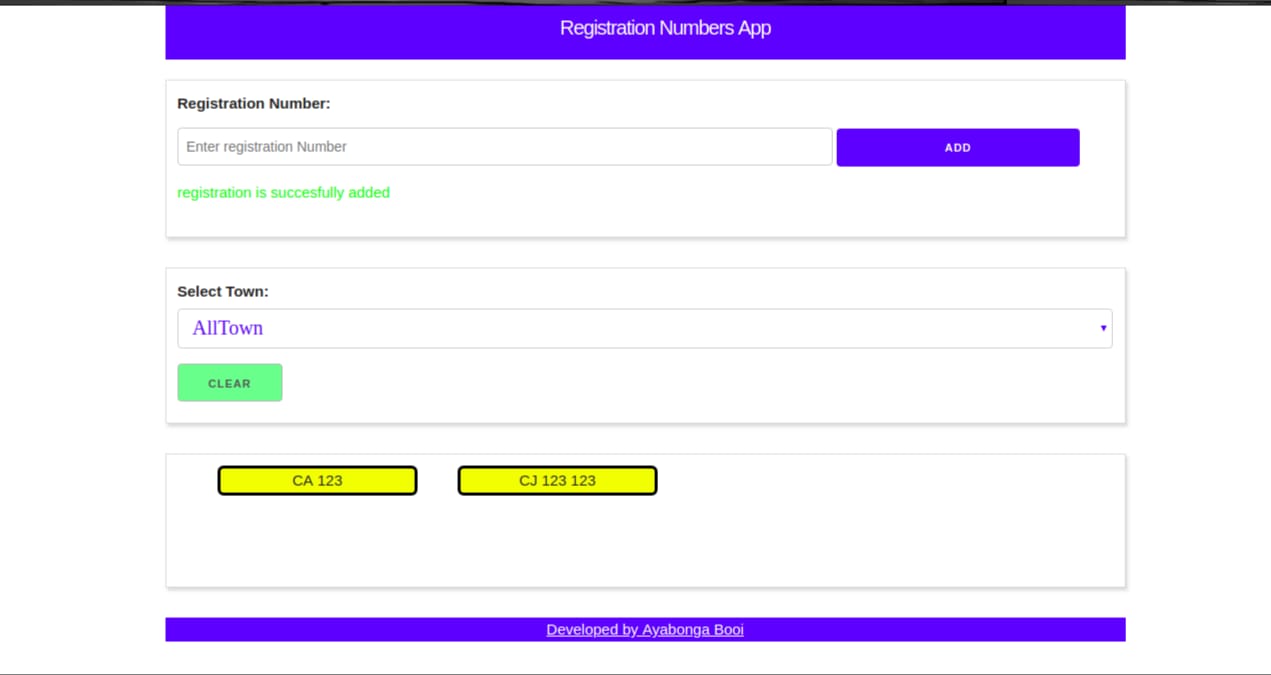 Registration Numbers App
Registration Number:
Enter registration Number
ADD
registration is succesfully added
Select Town:
AllTown
CLEAR
CA 123
CJ 123 123
Developed by Ayabonga Booi